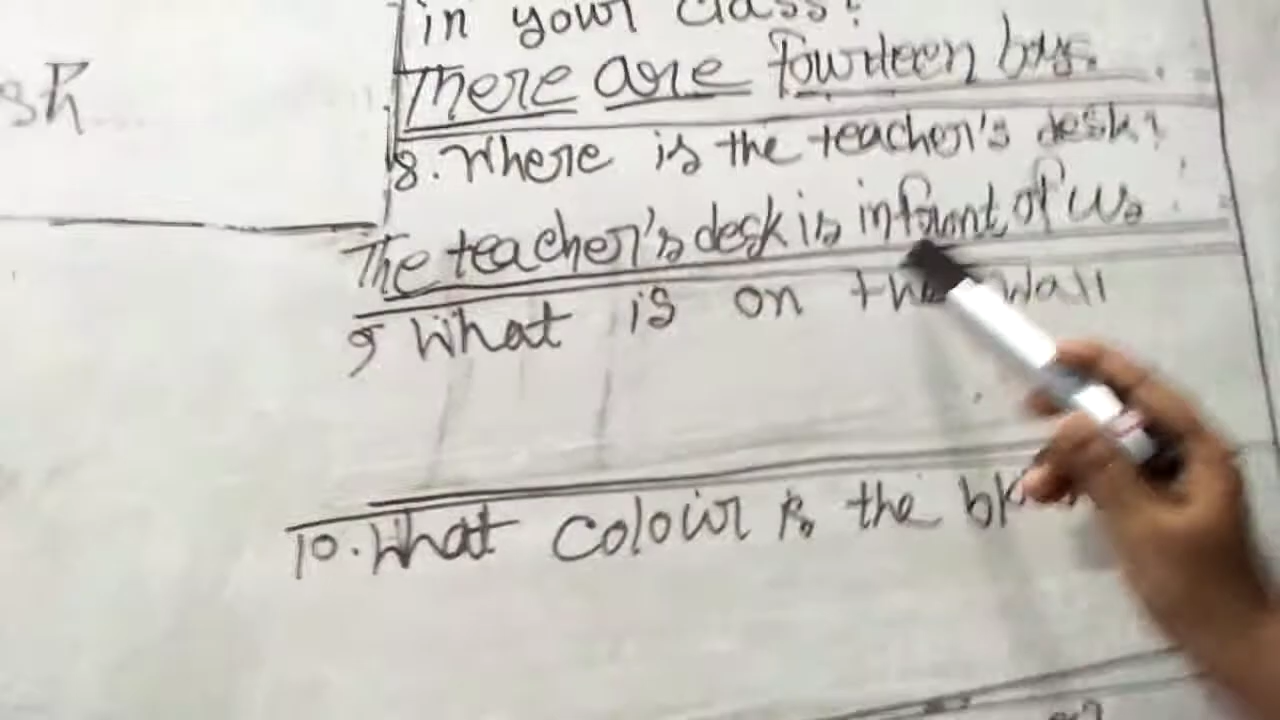 in your class?
sh
There are fourteen boys.
8. Where is the teacher's desk?
The teacher's desk is in front of us
9 What is on the wall
10. What colour is the